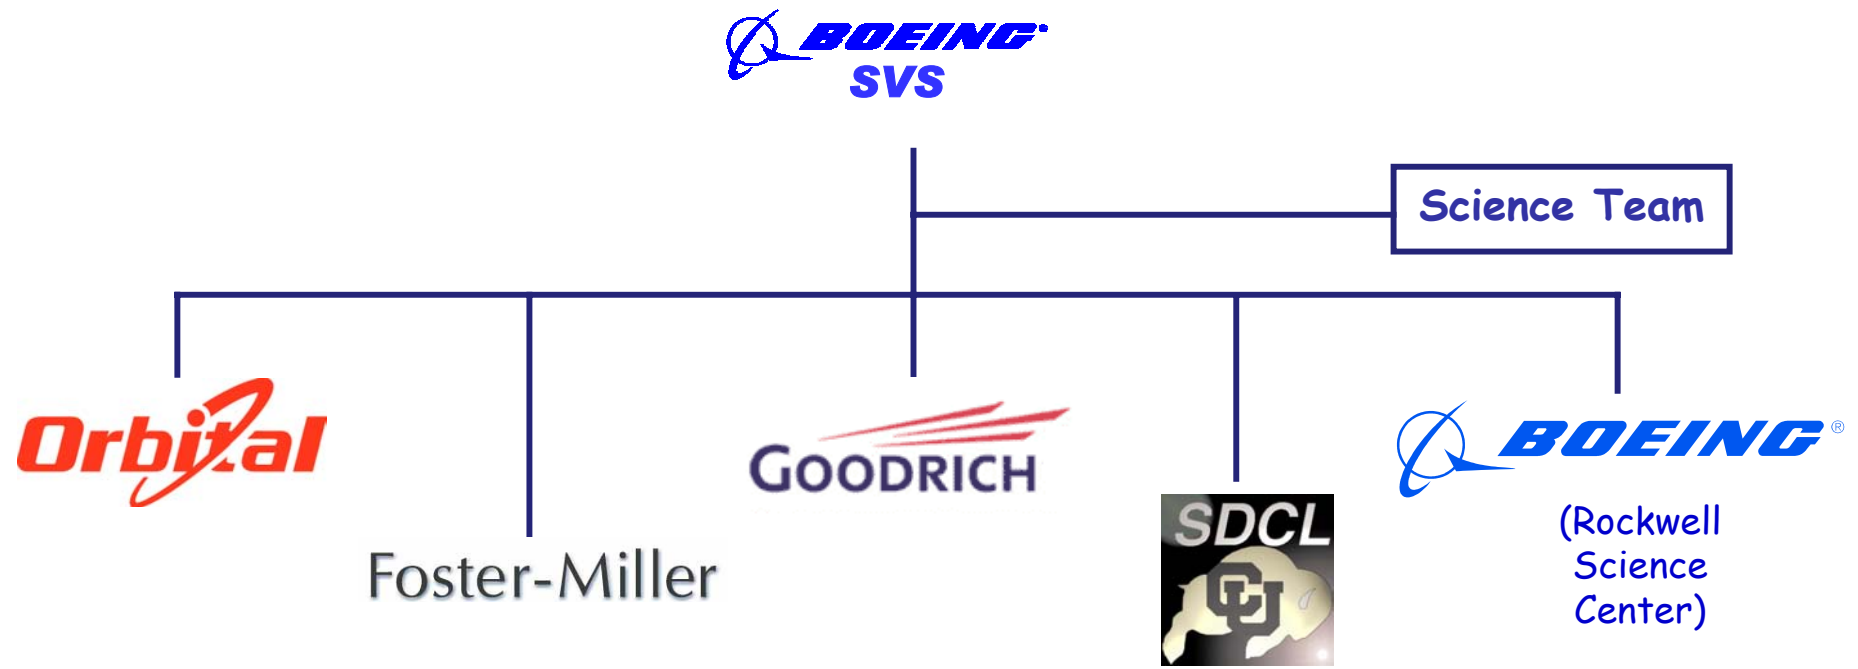 BOEING®
SVS
Science Team
Orbital
Foster-Miller
GOODRICH
SDCL
CU
BOEING®
(Rockwell
Science
Center)